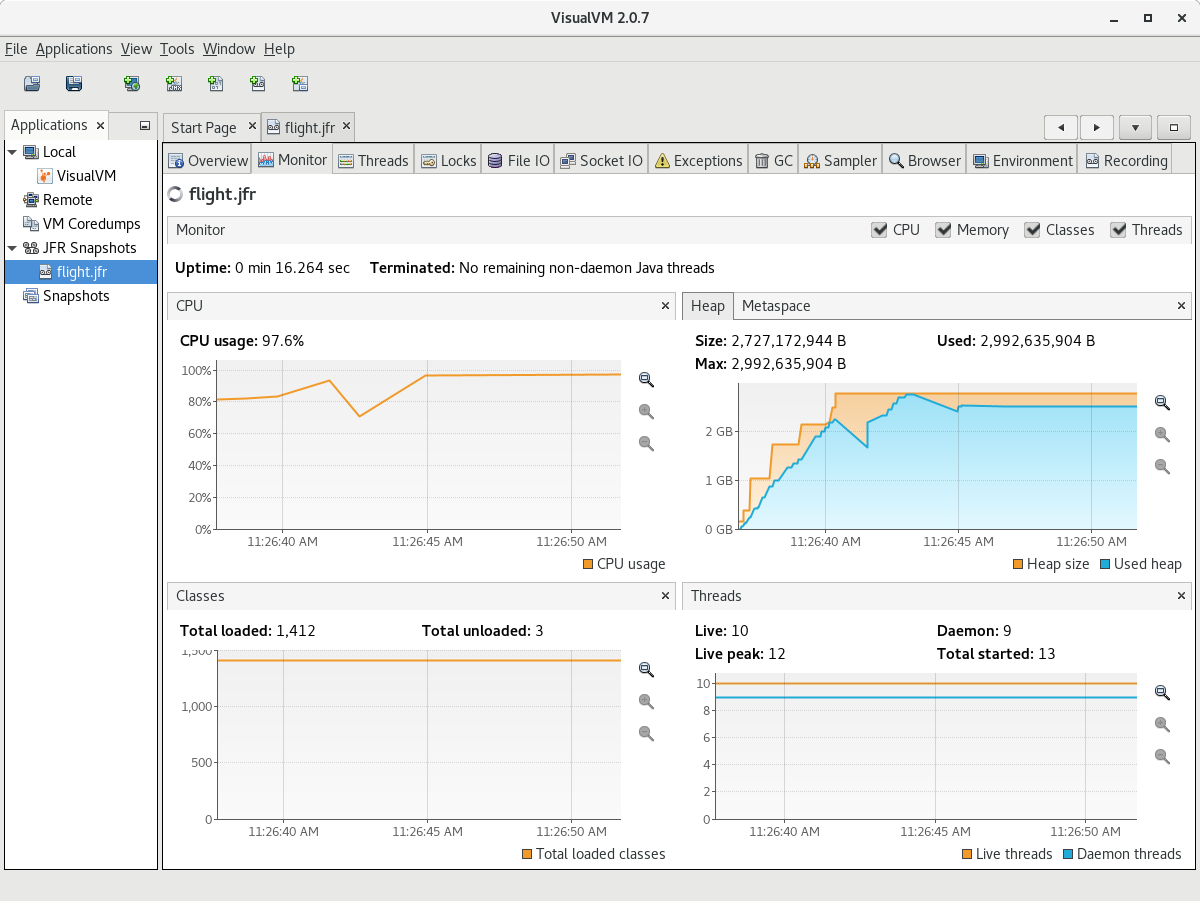 VisualVM 2.0.7
File Applications View Tools Window Help
Applications
Start Page flight.jfr
Local
VisualVM
Remote
VM Coredumps
JFR Snapshots
flight.jfr
Snapshots
Overview Monitor Threads Locks File IO Socket IO Exceptions GC Sampler Browser Environment Recording
flight.jfr
Monitor CPU Memory Classes Threads
Uptime: 0 min 16.264 sec Terminated: No remaining non-daemon Java threads
CPU
CPU usage: 97.6%
100%
80%
60%
40%
20%
0%
11:26:40 AM 11:26:45 AM 11:26:50 AM
CPU usage
Heap Metaspace
Size: 2,727,172,944 B Used: 2,992,635,904 B
Max: 2,992,635,904 B
2 GB
1 GB
0 GB
11:26:40 AM 11:26:45 AM 11:26:50 AM
Heap size Used heap
Classes
Total loaded: 1,412 Total unloaded: 3
1,500
1,000
500
0
11:26:40 AM 11:26:45 AM 11:26:50 AM
Total loaded classes
Threads
Live: 10 Daemon: 9
Live peak: 12 Total started: 13
10
8
6
4
2
0
11:26:40 AM 11:26:45 AM 11:26:50 AM
Live threads Daemon threads